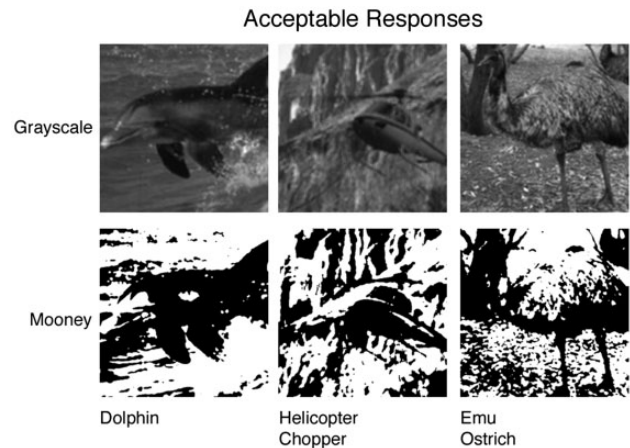 Acceptable Responses
Grayscale
Mooney
Dolphin
Helicopter
Chopper
Emu
Ostrich